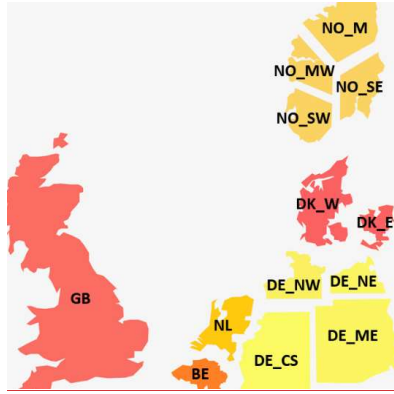 NO_M
NO_MW
NO_SE
NO_SW
DK_W
DK_E
GB
DE_NW
DE_NE
NL
DE_ME
BE
DE_CS